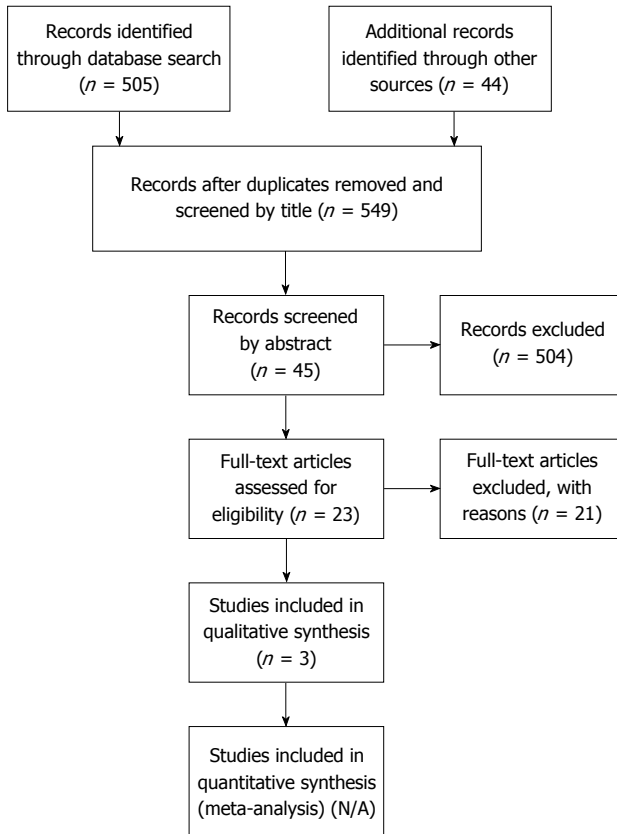 Records identified
through database search
(n = 505)
Additional records
identified through other
sources (n = 44)
Records after duplicates removed and
screened by title (n = 549)
Records screened
by abstract
(n = 45)
Records excluded
(n = 504)
Full-text articles
assessed for
eligibility (n = 23)
Full-text articles
excluded, with
reasons (n = 21)
Studies included in
qualitative synthesis
(n = 3)
Studies included in
quantitative synthesis
(meta-analysis) (N/A)